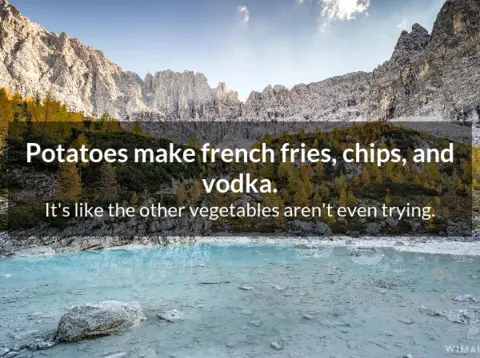 Potatoes make french fries, chips, and
vodka.
It's like the other vegetables aren't even trying.